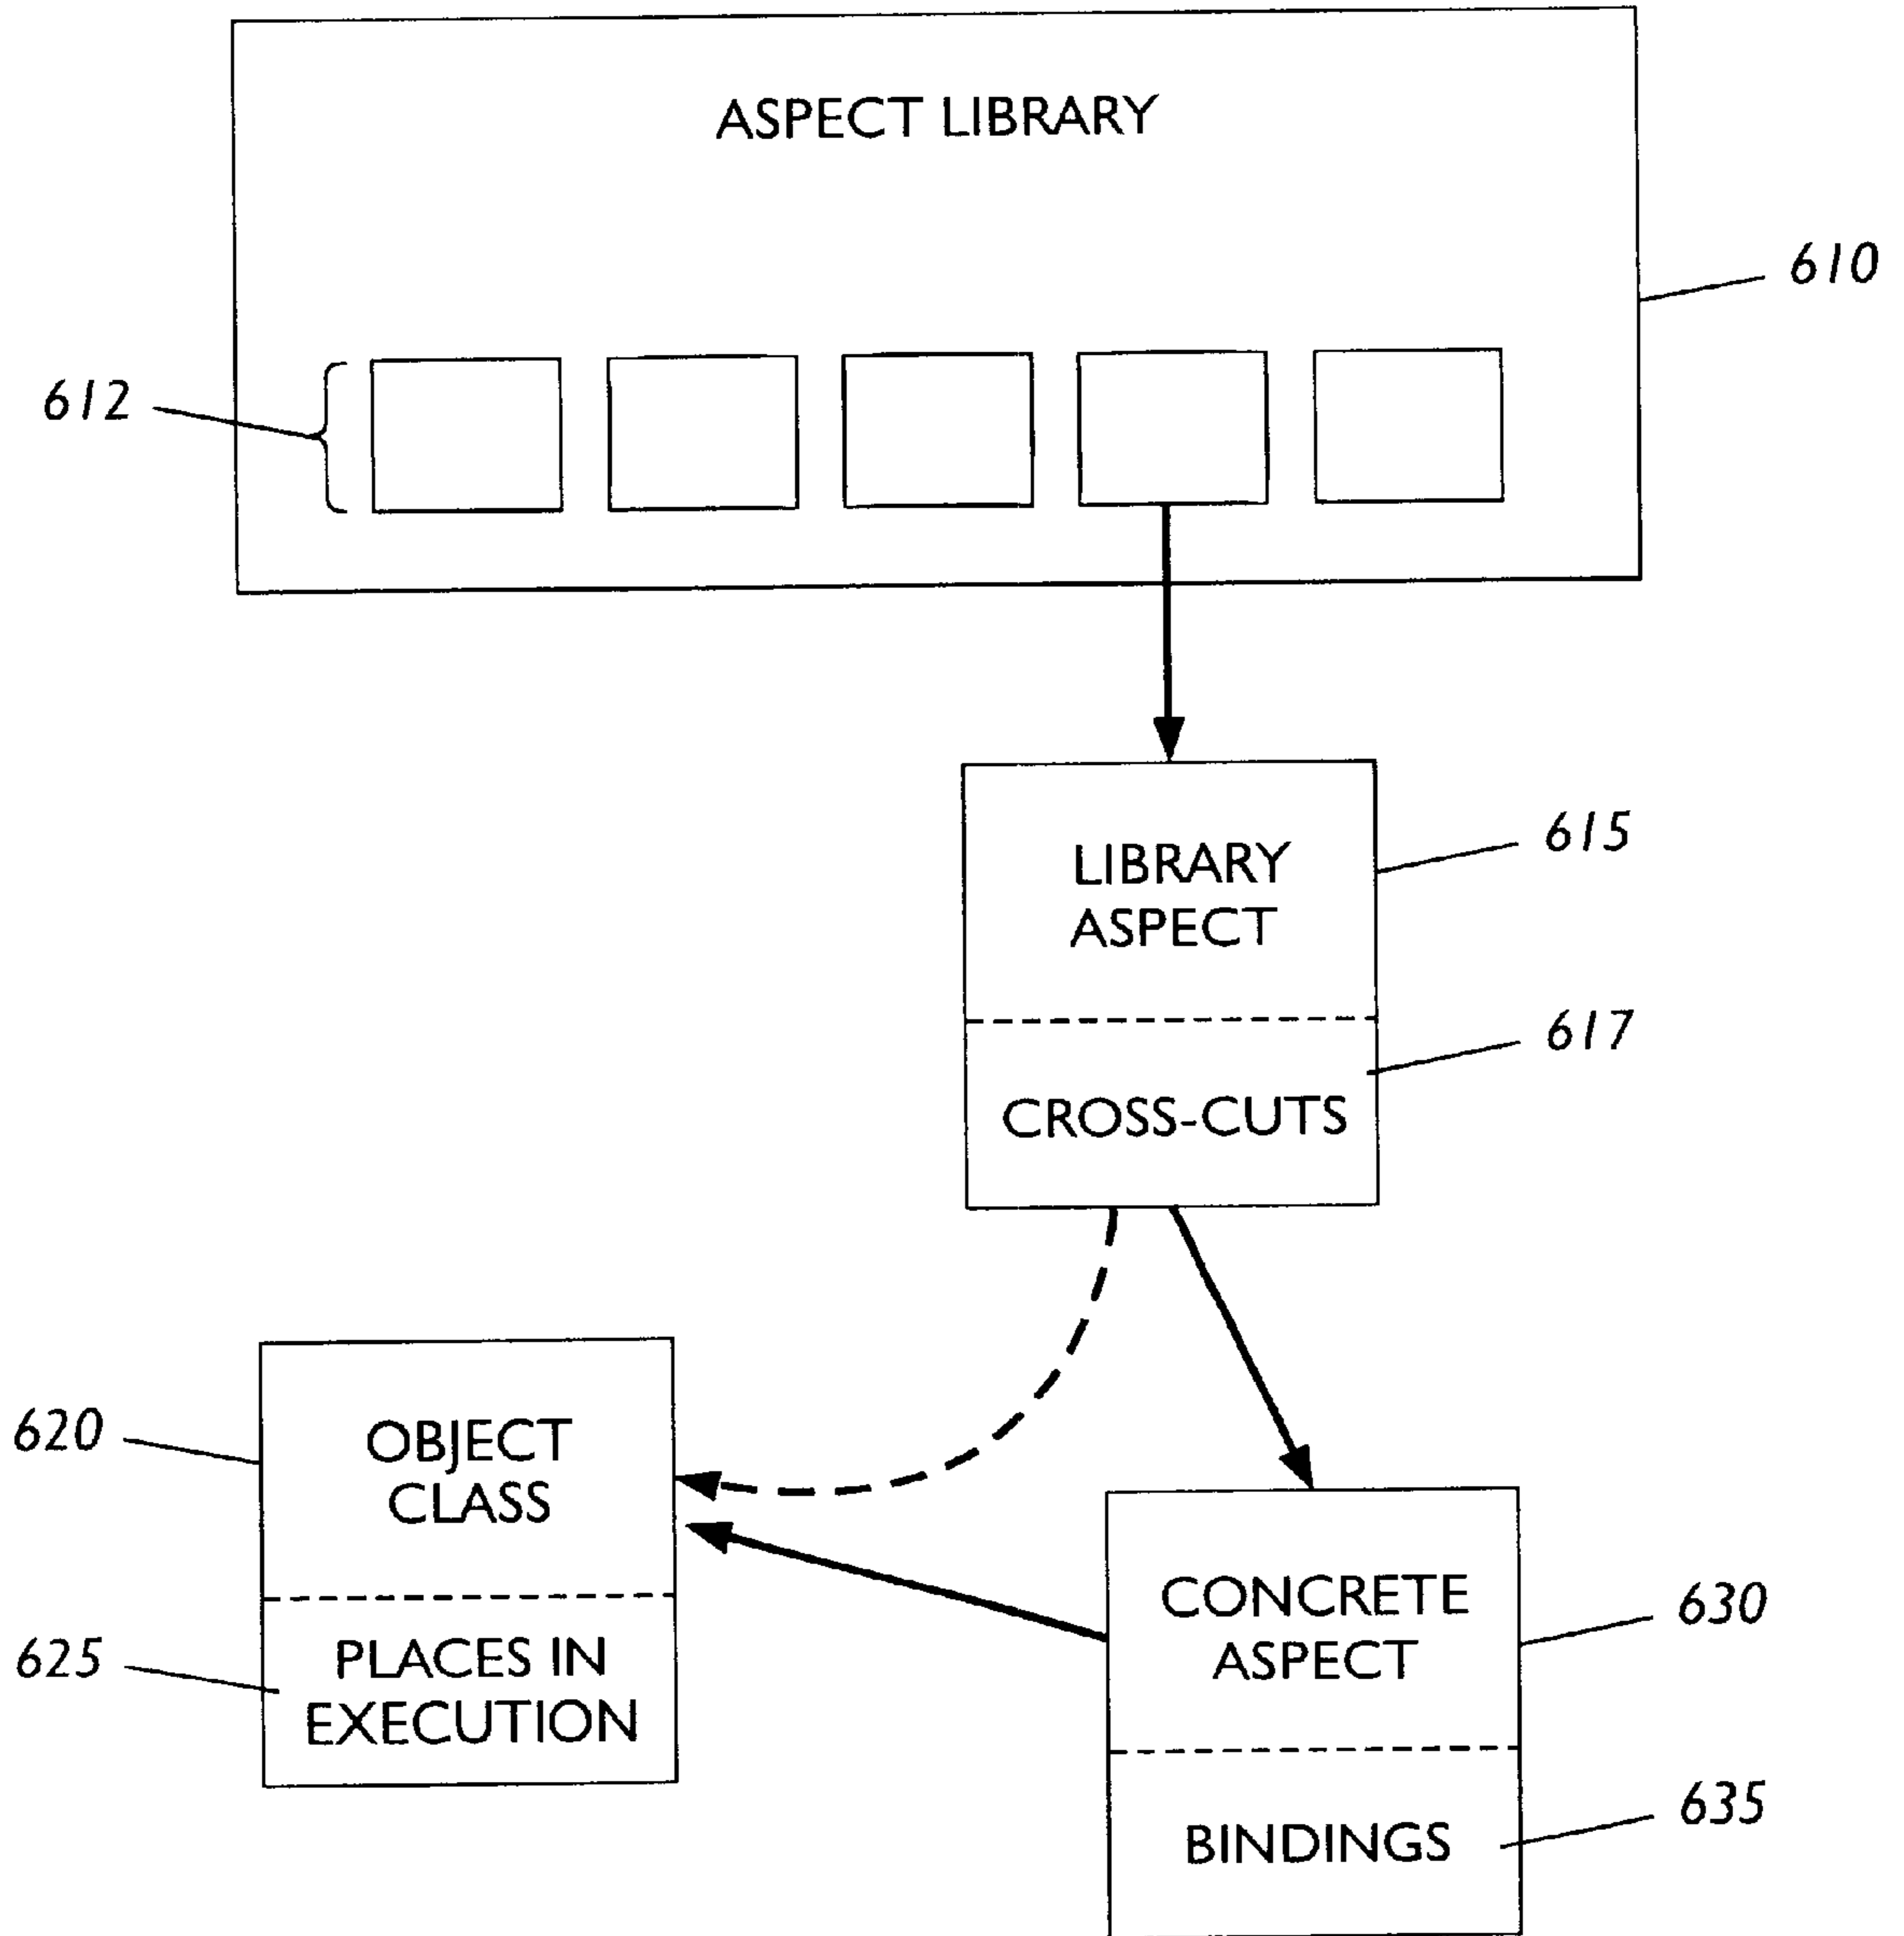 ASPECT LIBRARY
610
612
615
LIBRARY
ASPECT
617
CROSS-CUTS
620
OBJECT
CLASS
625
PLACES IN
EXECUTION
CONCRETE
ASPECT
630
635
BINDINGS